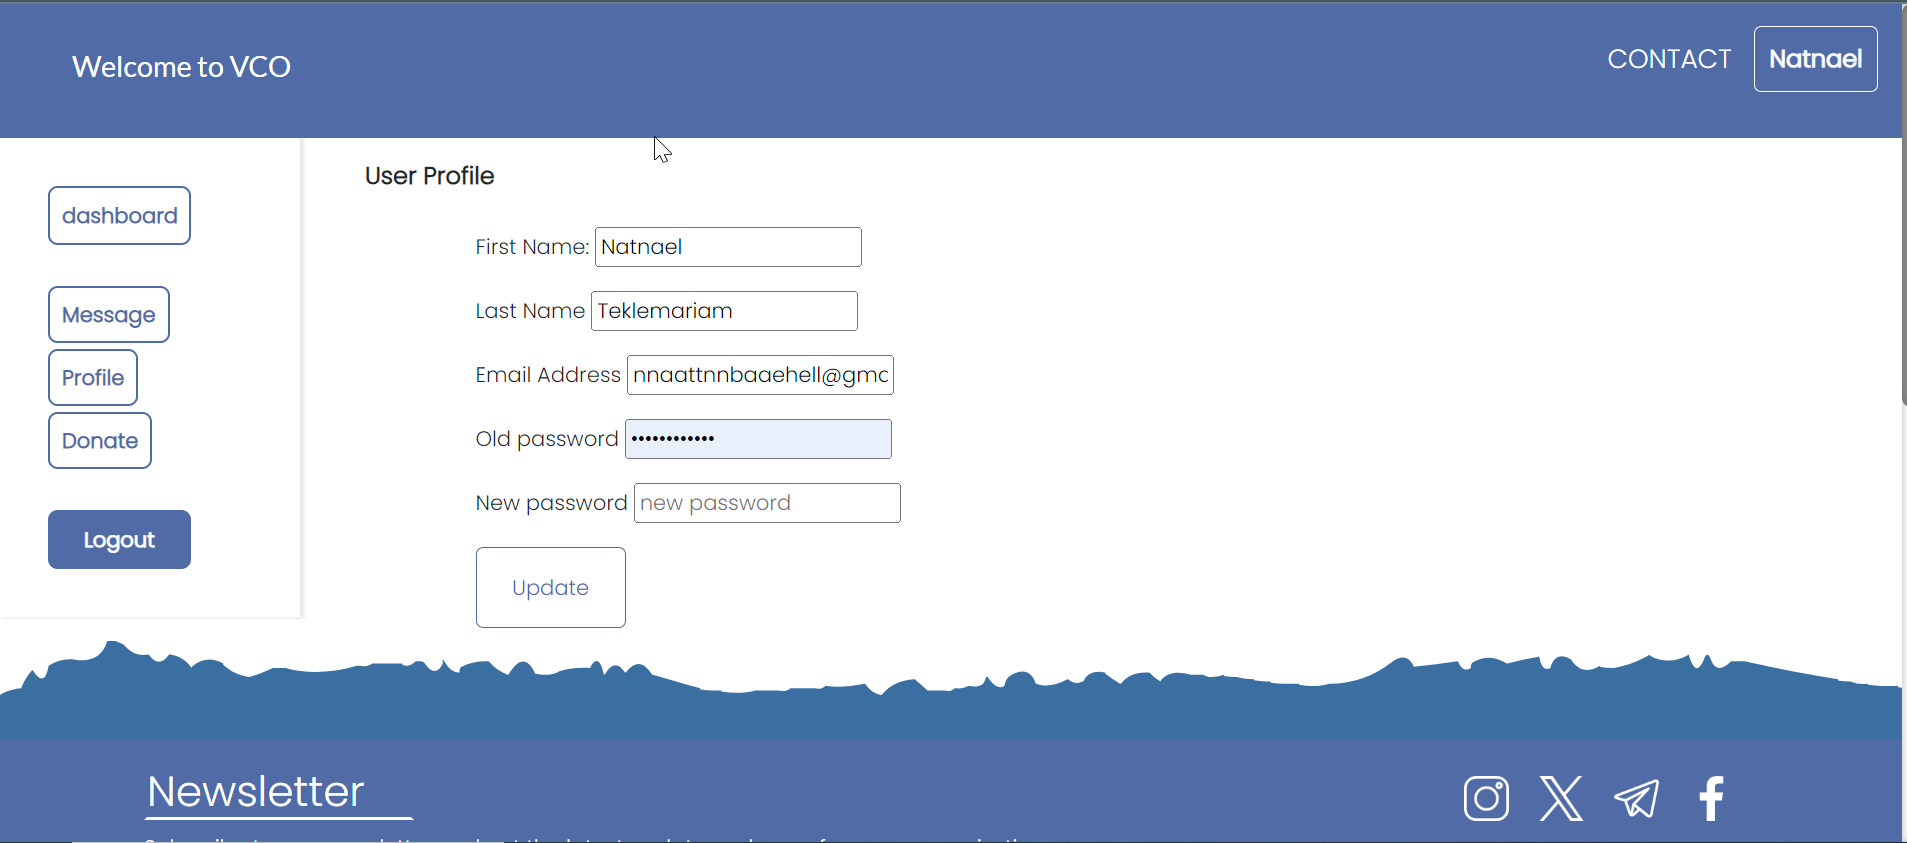 Welcome to VCO
CONTACT
Natnael
dashboard
Message
Profile
Donate
Logout
User Profile
First Name: Natnael
Last Name Teklemariam
Email Address nnaattnnbaaehell@gmc
Old password ••••••••••••
New password new password
Update
Newsletter